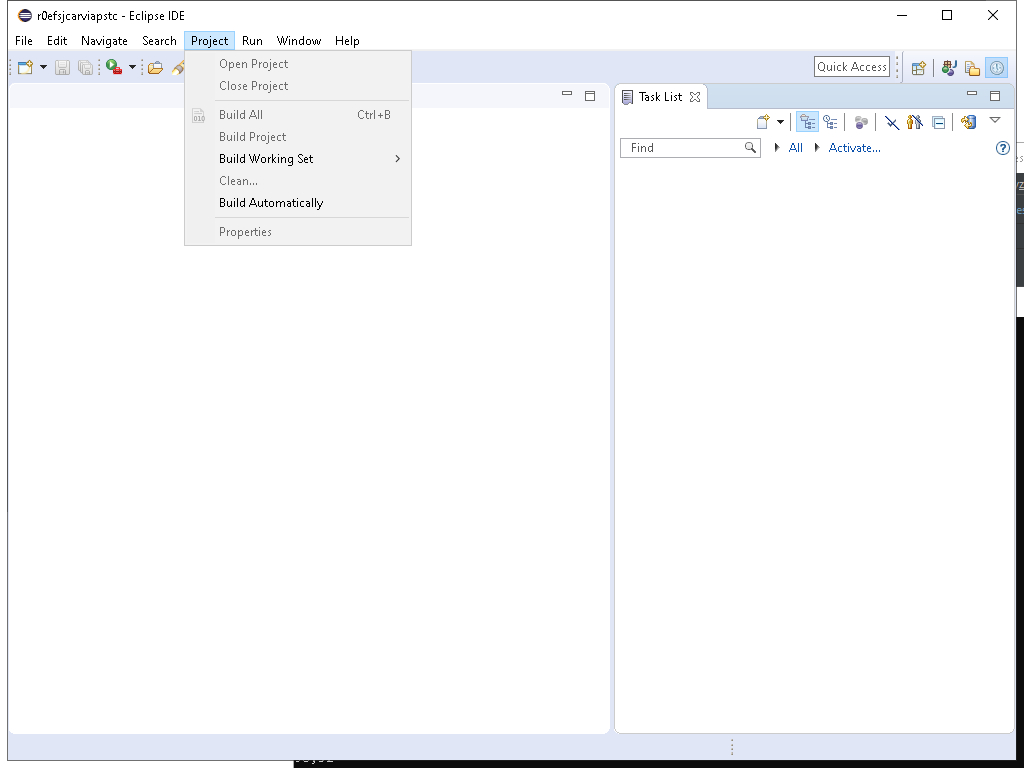 r0efsjcarviapstc - Eclipse IDE
File Edit Navigate Search Project Run Window Help
Quick Access
Open Project
Close Project
Build All Ctrl+B
Build Project
Build Working Set
Clean...
Build Automatically
Properties
Task List
Find All Activate...